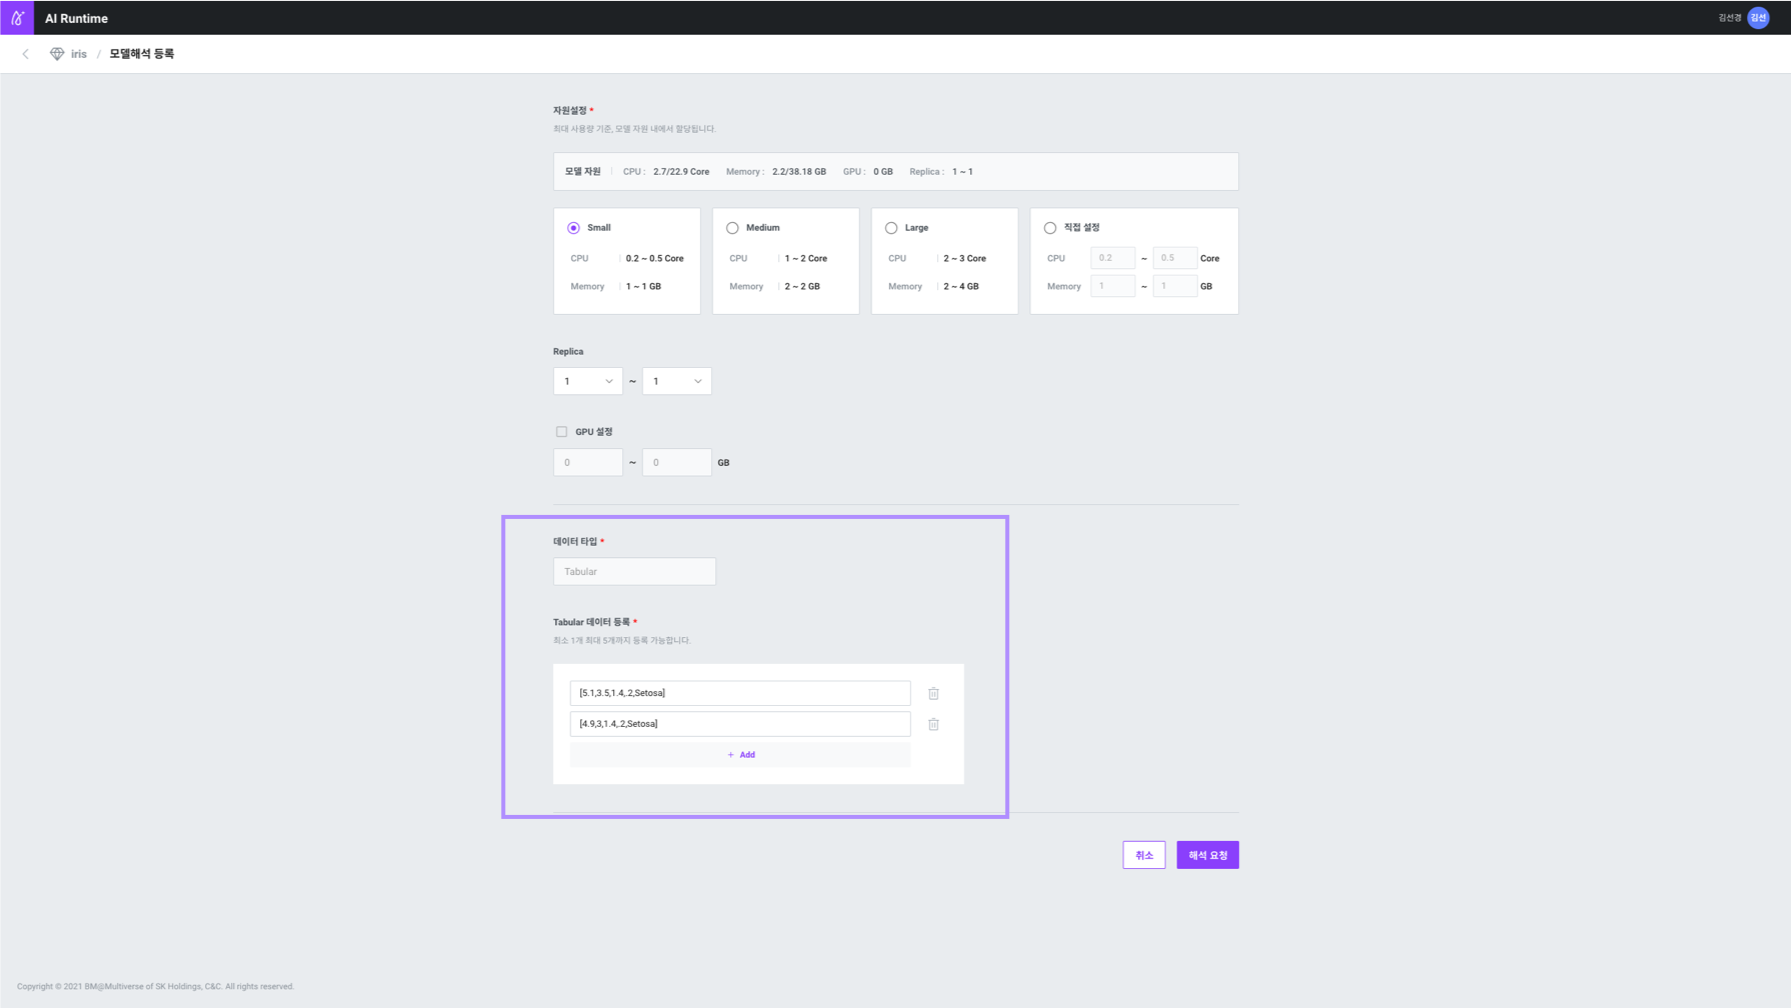 AI Runtime
김선경 김선
iris / 모델해석 등록
자원설정 *
최대 사용량 기준, 모델 자원 내에서 할당됩니다.
모델 자원 CPU : 2.7/22.9 Core Memory : 2.2/38.18 GB GPU : 0 GB Replica : 1 ~ 1
Small Medium Large 직접 설정
CPU 0.2 ~ 0.5 Core CPU 1 ~ 2 Core CPU 2 ~ 3 Core CPU 0.2 ~ 0.5 Core
Memory 1 ~ 1 GB Memory 2 ~ 2 GB Memory 2 ~ 4 GB Memory 1 ~ 1 GB
Replica
1 ~ 1
GPU 설정
0 ~ 0 GB
데이터 타입 *
Tabular
Tabular 데이터 등록 *
최소 1개 최대 5개까지 등록 가능합니다.
[5.1,3.5,1.4,.2,Setosa]
[4.9,3,1.4,.2,Setosa]
+ Add
취소 해석 요청
Copyright © 2021 BM@Multiverse of SK Holdings, C&C. All rights reserved.